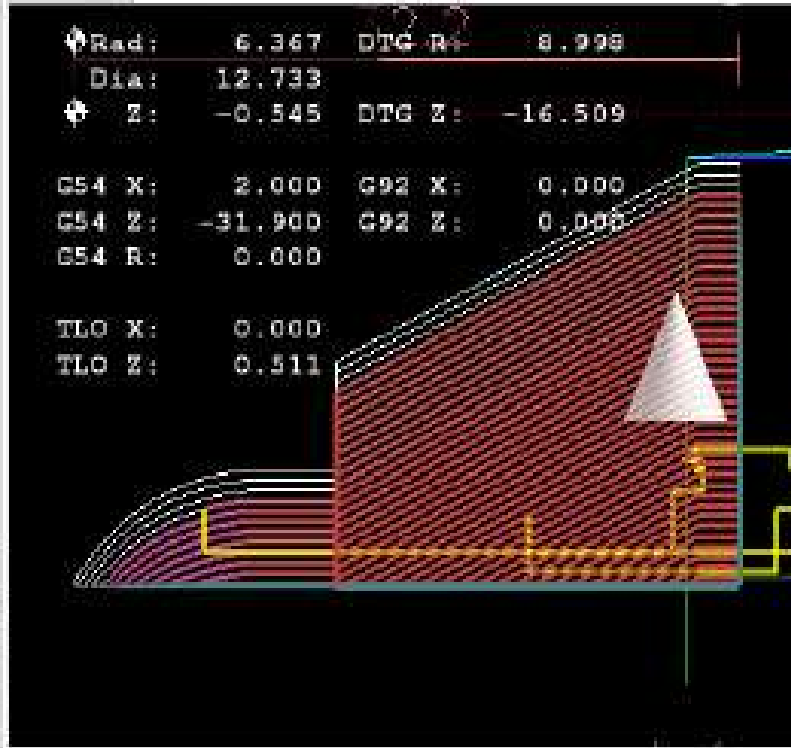 Rad: 6.367 DTG R: 8.998
Dia: 12.733
Z: -0.545 DTG Z: -16.509
G54 X: 2.000 G92 X: 0.000
G54 Z: -31.900 G92 Z: 0.000
G54 R: 0.000
TLO X: 0.000
TLO Z: 0.511